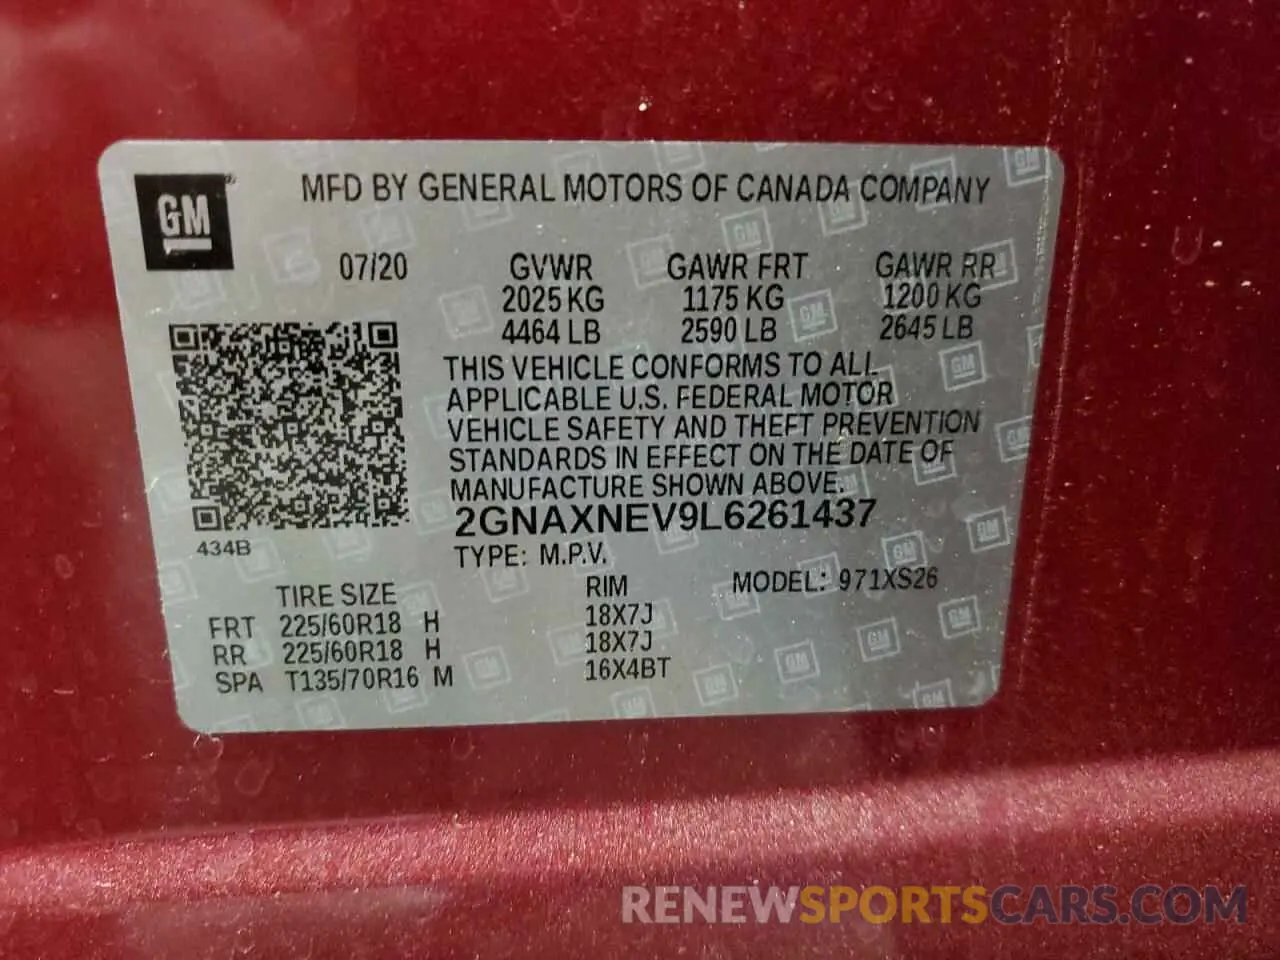 GM
MFD BY GENERAL MOTORS OF CANADA COMPANY
07/20 GVWR GAWR FRT GAWR RR
2025 KG 1175 KG 1200 KG
4464 LB 2590 LB 2645 LB
THIS VEHICLE CONFORMS TO ALL
APPLICABLE U.S. FEDERAL MOTOR
VEHICLE SAFETY AND THEFT PREVENTION
STANDARDS IN EFFECT ON THE DATE OF
MANUFACTURE SHOWN ABOVE.
2GNAXNEV9L6261437
434B
TYPE: M.P.V.
TIRE SIZE RIM MODEL: 971XS26
FRT 225/60R18 H 18X7J
RR 225/60R18 H 18X7J
SPA T135/70R16 M 16X4BT
RENEWSPORTSCARS.COM